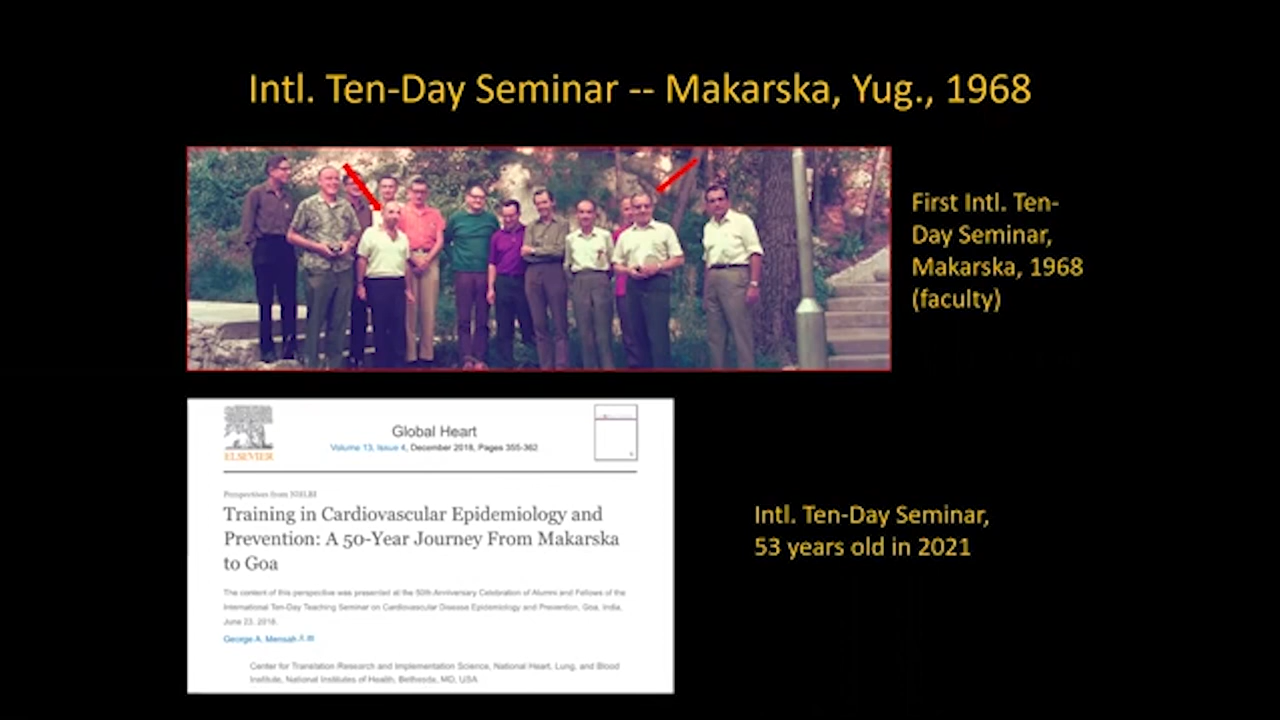 Intl. Ten-Day Seminar -- Makarska, Yug., 1968
First Intl. Ten-
Day Seminar,
Makarska, 1968
(faculty)
ELSEVIER
Global Heart
Volume 13, Issue 4, December 2018, Pages 355-362
Perspectives from NHLBI
Training in Cardiovascular Epidemiology and
Prevention: A 50-Year Journey From Makarska
to Goa
The content of this perspective was presented at the 50th Anniversary Celebration of Alumni and Fellows of the
International Ten-Day Teaching Seminar on Cardiovascular Disease Epidemiology and Prevention, Goa, India,
June 23, 2018.
George A. Mensah
Center for Translation Research and Implementation Science, National Heart, Lung, and Blood
Institute, National Institutes of Health, Bethesda, MD, USA
Intl. Ten-Day Seminar,
53 years old in 2021